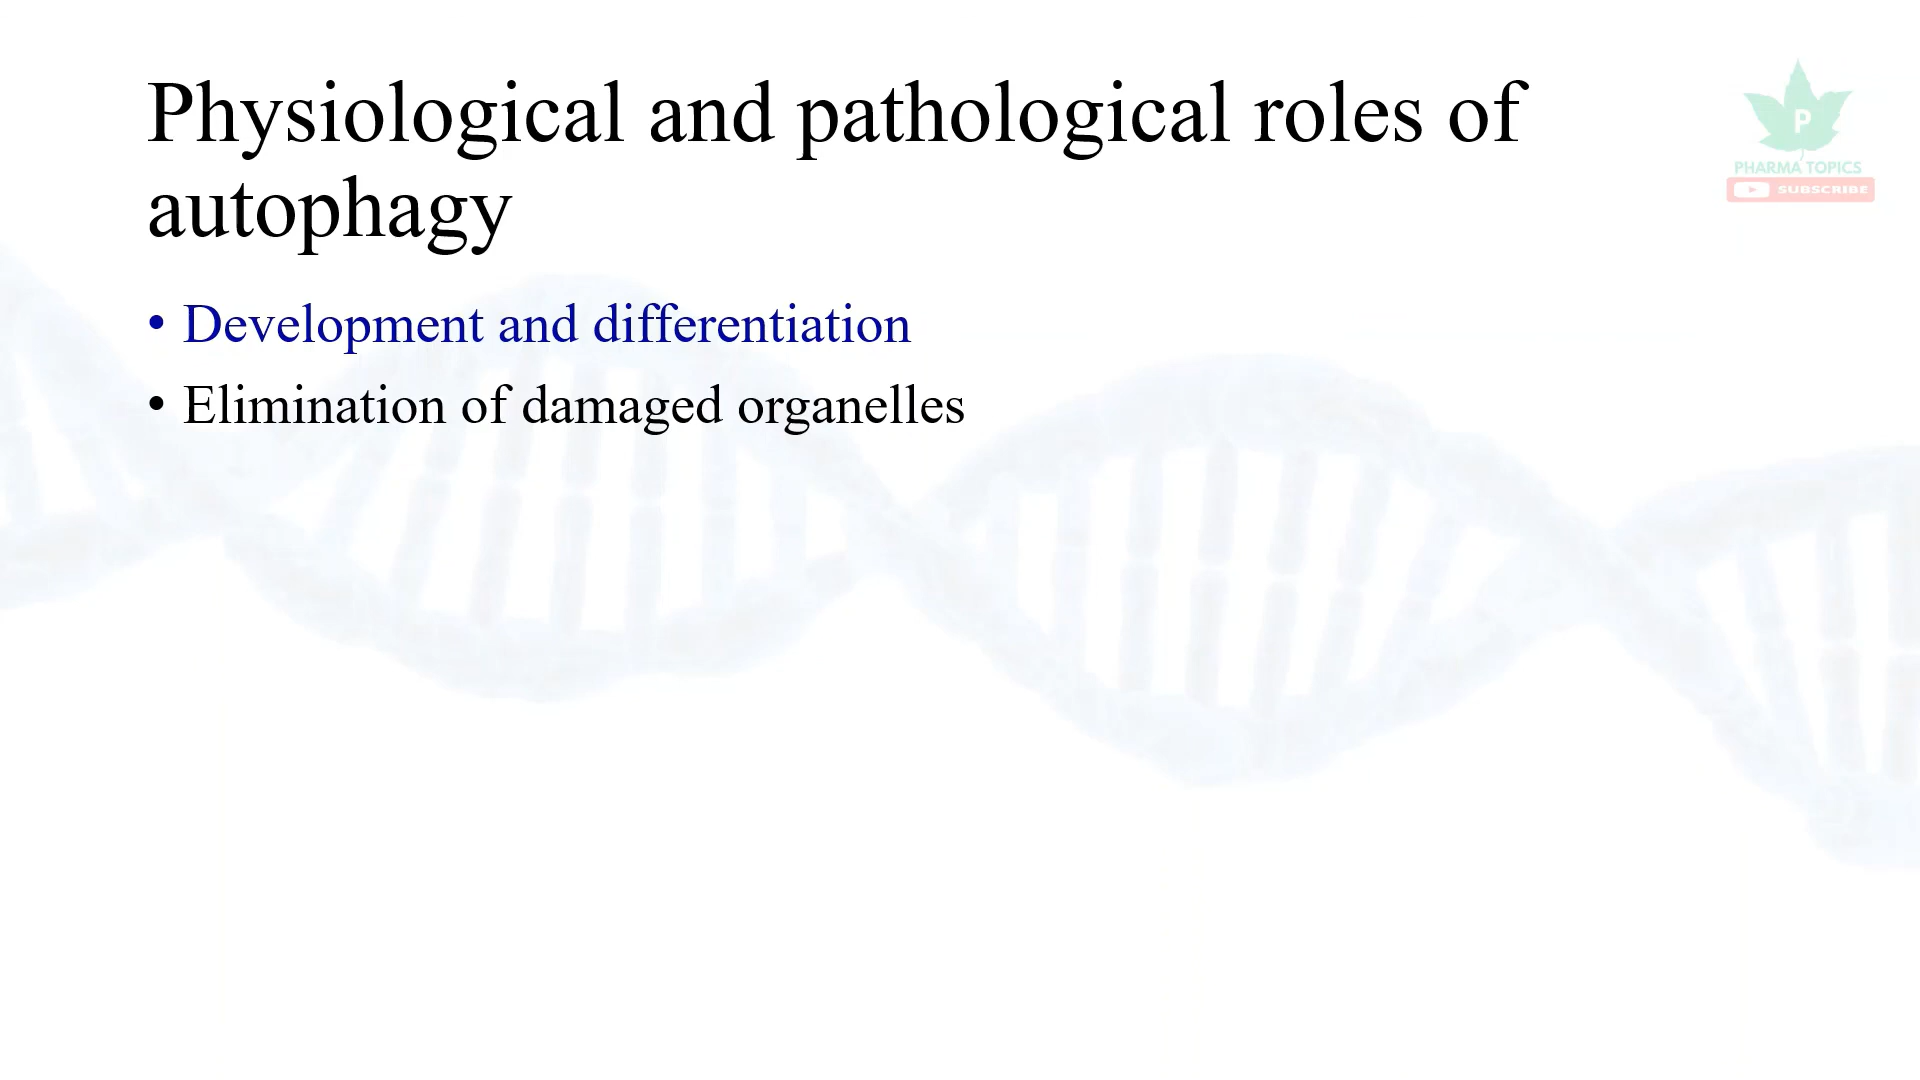 Physiological and pathological roles of
autophagy
• Development and differentiation
• Elimination of damaged organelles
P
PHARMA TOPICS
SUBSCRIBE